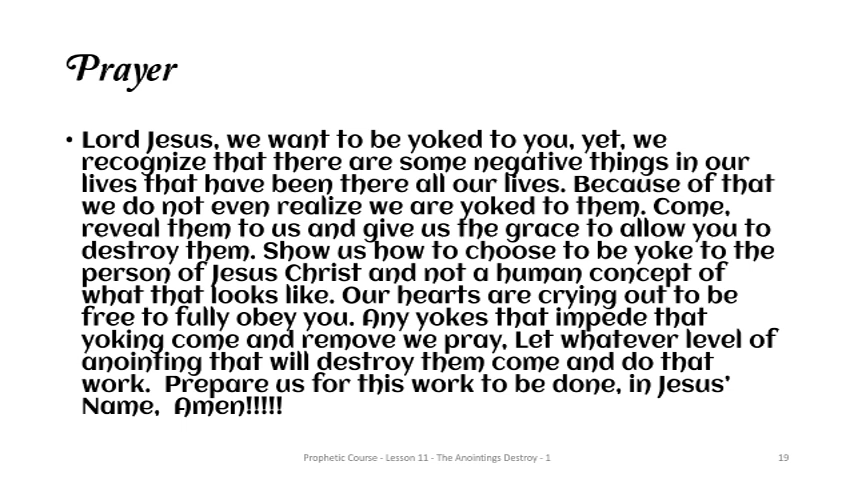 Prayer
• Lord Jesus, we want to be yoked to you, yet, we
recognize that there are some negative things in our
lives that have been there all our lives. Because of that
we do not even realize we are yoked to them. Come,
reveal them to us and give us the grace to allow you to
destroy them. Show us how to choose to be yoke to the
person of Jesus Christ and not a human concept of
what that looks like. Our hearts are crying out to be
free to fully obey you. Any yokes that impede that
yoking come and remove we pray, Let whatever level of
anointing that will destroy them come and do that
work.  Prepare us for this work to be done, in Jesus'
Name,  Amen!!!!!
Prophetic Course - Lesson 11 - The Anointings Destroy - 1
19